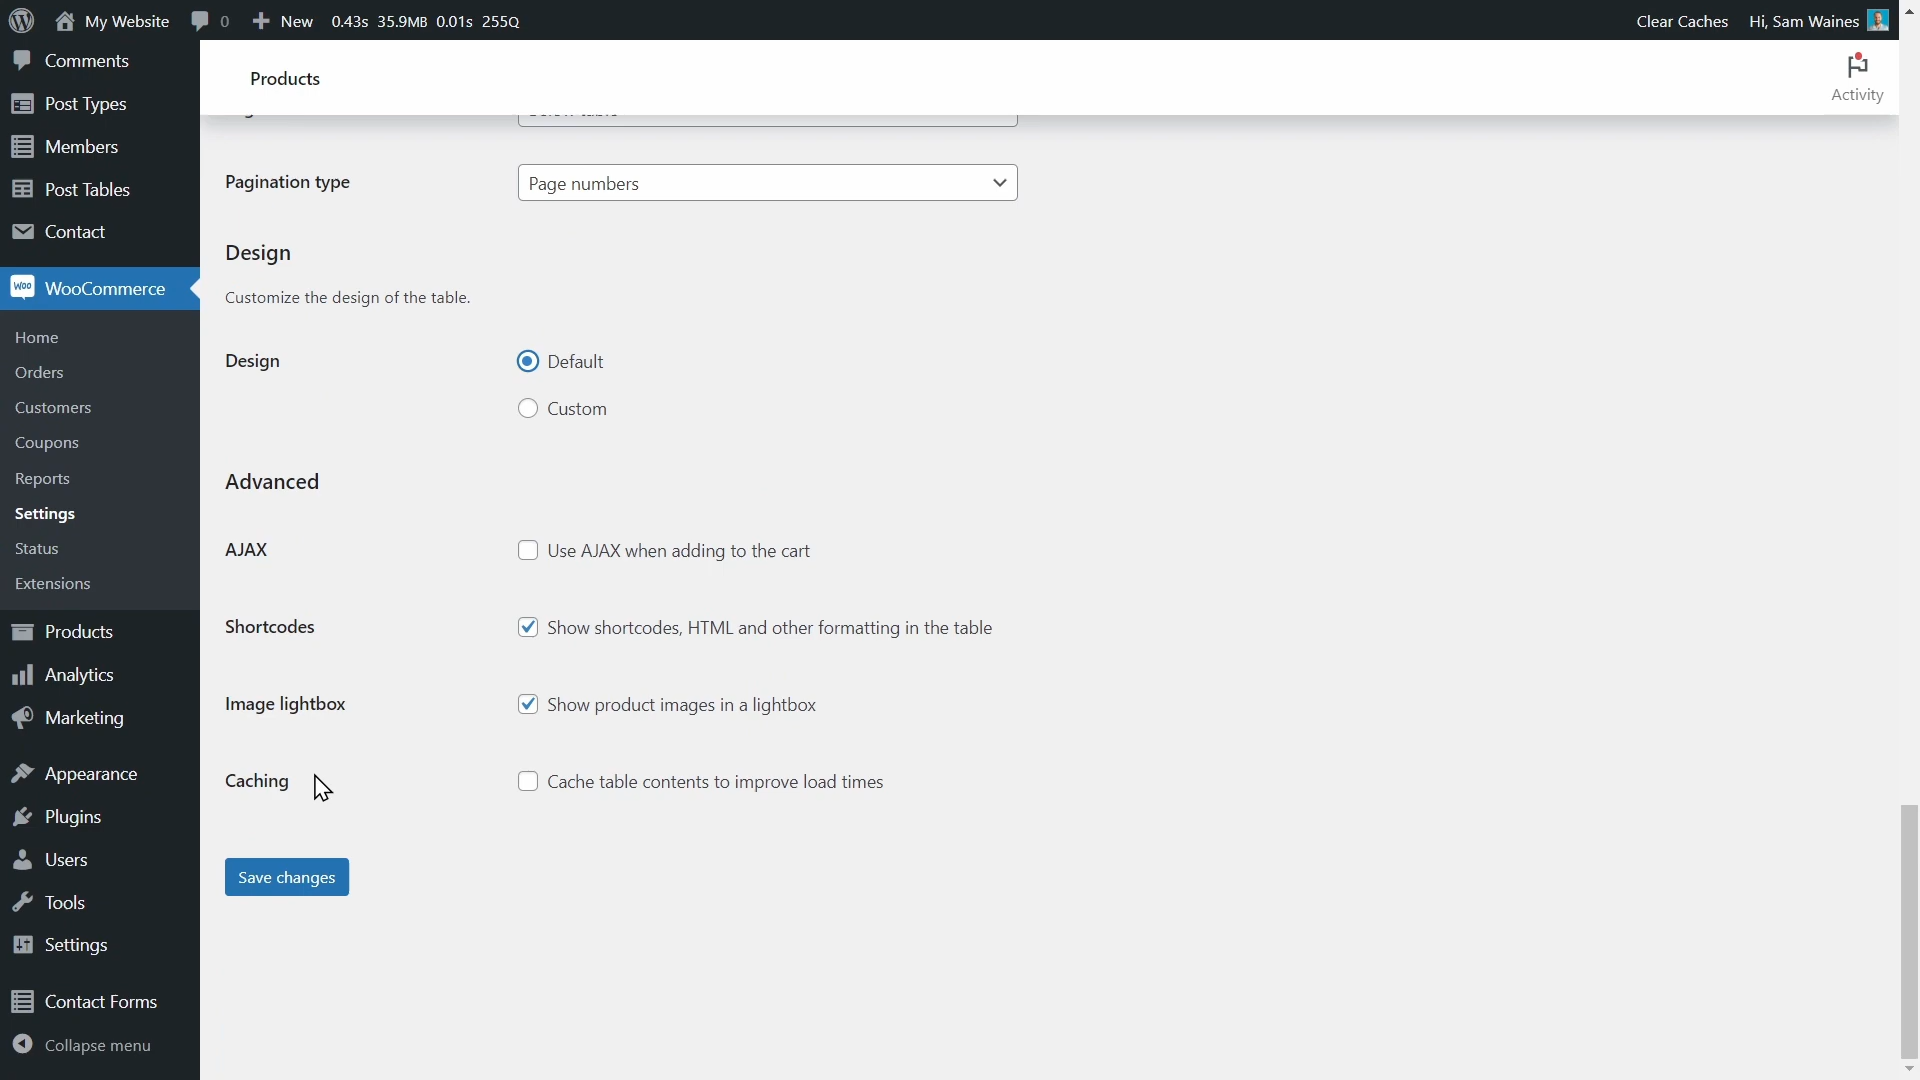 My Website 0 New 0.43s 35.9MB 0.01s 255Q Clear Caches Hi, Sam Waines
Comments
Post Types
Members
Post Tables
Contact
WooCommerce
Home
Orders
Customers
Coupons
Reports
Settings
Status
Extensions
Products
Analytics
Marketing
Appearance
Plugins
Users
Tools
Settings
Contact Forms
Collapse menu
Products
Activity
Pagination type
Page numbers
Design
Customize the design of the table.
Design
Default
Custom
Advanced
AJAX
Use AJAX when adding to the cart
Shortcodes
Show shortcodes, HTML and other formatting in the table
Image lightbox
Show product images in a lightbox
Caching
Cache table contents to improve load times
Save changes